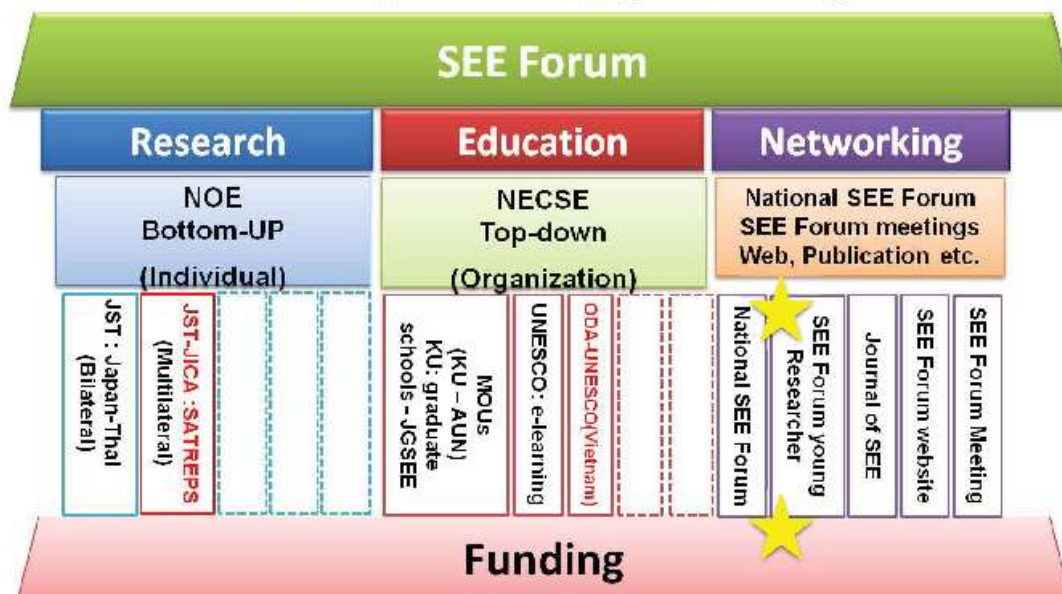 SEE Forum
Research
Education
Networking
NOE
Bottom-UP
(Individual)
NECSE
Top-down
(Organization)
National SEE Forum
SEE Forum meetings
Web, Publication etc.
JST : Japan-Thai
(Bilateral)
JST-JICA :SATREPS
(Multilateral)
MOUs
(KU – AUN)
KU: graduate
schools – JGSEE
UNESCO: e-learning
ODA-UNESCO(Vietnam)
National SEE Forum
SEE Forum young
Researcher
Journal of SEE
SEE Forum website
SEE Forum Meeting
Funding